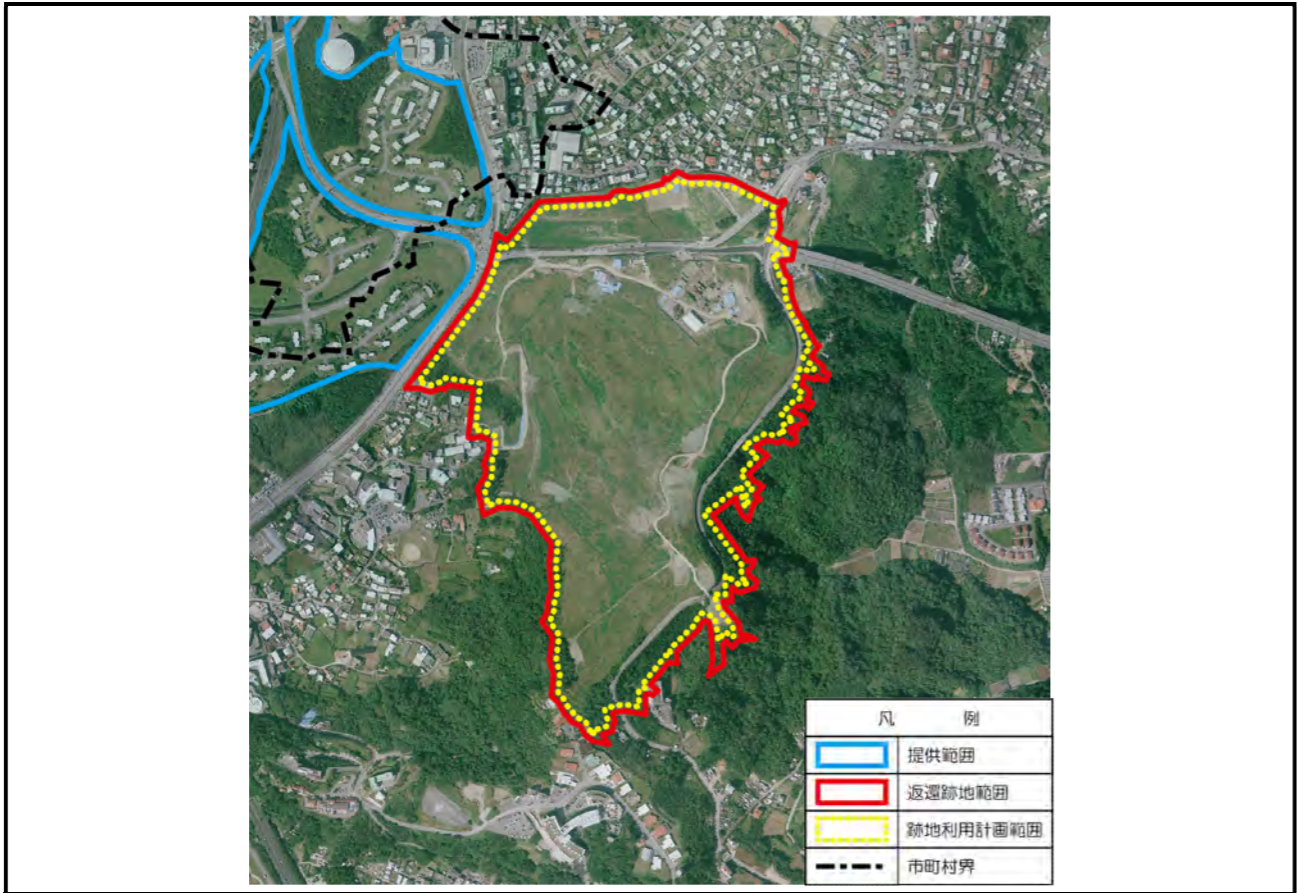 凡 例
提供範囲
返還跡地範囲
跡地利用計画範囲
市町村界